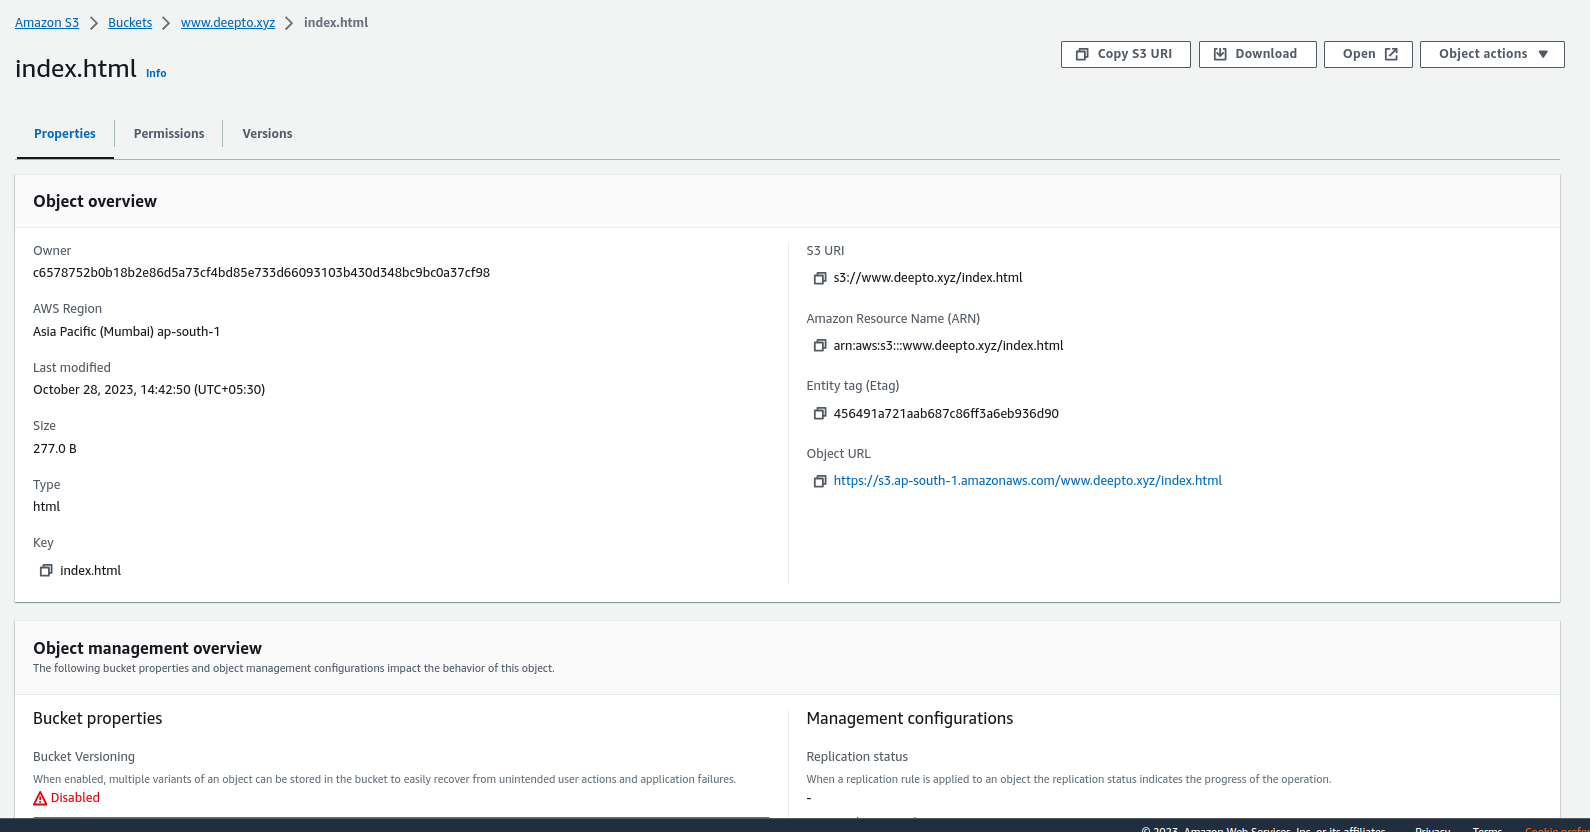 Amazon S3 > Buckets > www.deepto.xyz > index.html
index.html Info
Copy S3 URI Download Open Object actions
Properties Permissions Versions
Object overview
Owner
c6578752b0b18b2e86d5a73cf4bd85e733d66093103b430d348bc9bc0a37cf98
AWS Region
Asia Pacific (Mumbai) ap-south-1
Last modified
October 28, 2023, 14:42:50 (UTC+05:30)
Size
277.0 B
Type
html
Key
index.html
S3 URI
s3://www.deepto.xyz/index.html
Amazon Resource Name (ARN)
arn:aws:s3:::www.deepto.xyz/index.html
Entity tag (Etag)
456491a721aab687c86ff3a6eb936d90
Object URL
https://s3.ap-south-1.amazonaws.com/www.deepto.xyz/index.html
Object management overview
The following bucket properties and object management configurations impact the behavior of this object.
Bucket properties
Bucket Versioning
When enabled, multiple variants of an object can be stored in the bucket to easily recover from unintended user actions and application failures.
Disabled
Management configurations
Replication status
When a replication rule is applied to an object the replication status indicates the progress of the operation.
-
© 2023, Amazon Web Services, Inc. or its affiliates. Privacy Terms Cookie prefer